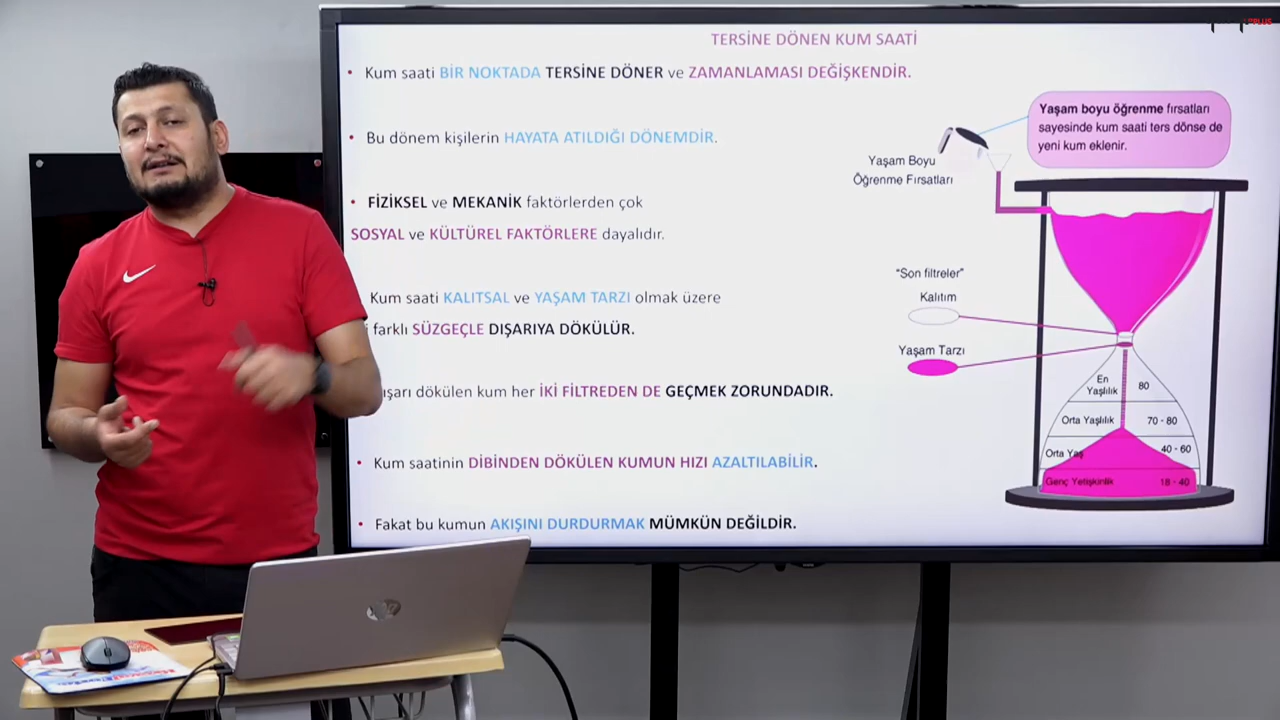 PLUS
TERSİNE DÖNEN KUM SAATİ
• Kum saati BİR NOKTADA TERSİNE DÖNER ve ZAMANLAMASI DEĞİŞKENDİR.
• Bu dönem kişilerin HAYATA ATILDIĞI DÖNEMDİR.
• FİZİKSEL ve MEKANİK faktörlerden çok
SOSYAL ve KÜLTÜREL FAKTÖRLERE dayalıdır.
Kum saati KALITSAL ve YAŞAM TARZI olmak üzere
farklı SÜZGEÇLE DIŞARIYA DÖKÜLÜR.
dökülen kum her İKİ FİLTREDEN DE GEÇMEK ZORUNDADIR.
• Kum saatinin DİBİNDEN DÖKÜLEN KUMUN HIZI AZALTILABİLİR.
• Fakat bu kumun AKIŞINI DURDURMAK MÜMKÜN DEĞİLDİR.
Yaşam boyu öğrenme fırsatları
sayesinde kum saati ters dönse de
yeni kum eklenir.
Yaşam Boyu
Öğrenme Fırsatları
"Son filtreler"
Kalıtım
Yaşam Tarzı
En
Yaşlılık 80
Orta Yaşlılık 70 - 80
Orta Yaş 40 - 60
Genç Yetişkinlik 18 - 40
hp